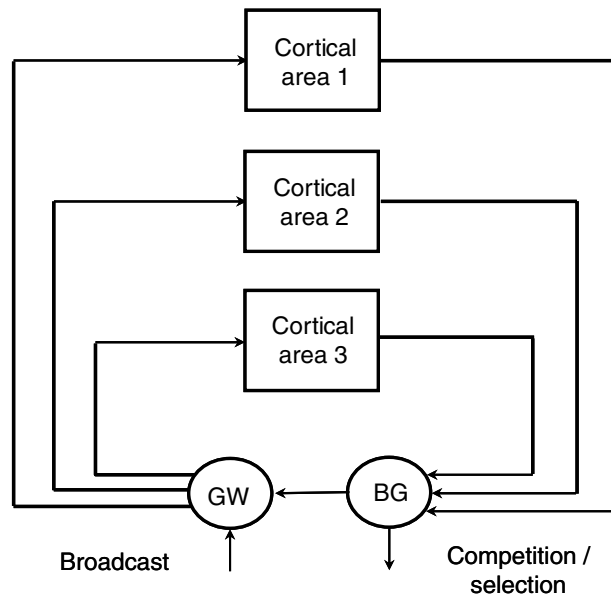 Cortical
area 1
Cortical
area 2
Cortical
area 3
GW
BG
Broadcast
Competition /
selection